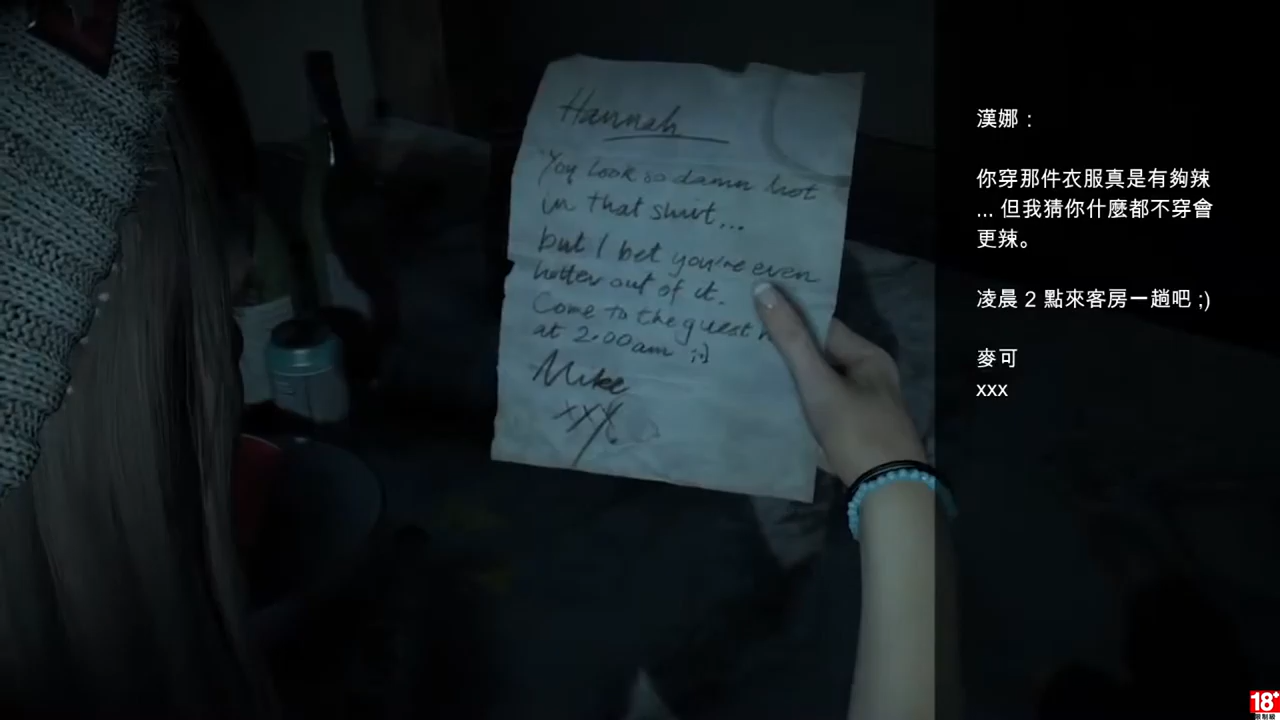 Hannah
You look so damn hot
in that shirt...
but I bet you're even
hotter out of it.
Come to the guest
at 2.00am ;)
Mike
xxx
漢娜：
你穿那件衣服真是有夠辣
... 但我猜你什麼都不穿會
更辣。
凌晨 2 點來客房一趟吧 ;)
麥可
xxx
18+
限制級